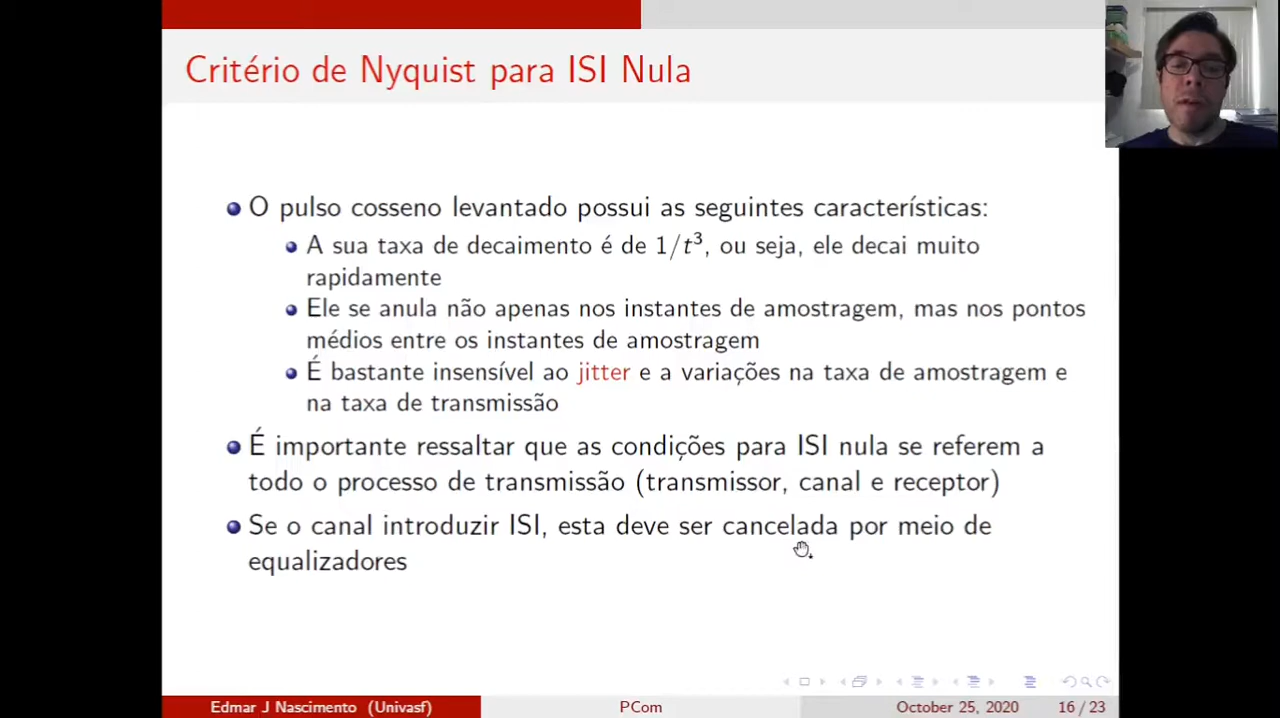 Critério de Nyquist para ISI Nula
O pulso cosseno levantado possui as seguintes características:
A sua taxa de decaimento é de 1/t³, ou seja, ele decai muito
rapidamente
Ele se anula não apenas nos instantes de amostragem, mas nos pontos
médios entre os instantes de amostragem
É bastante insensível ao jitter e a variações na taxa de amostragem e
na taxa de transmissão
É importante ressaltar que as condições para ISI nula se referem a
todo o processo de transmissão (transmissor, canal e receptor)
Se o canal introduzir ISI, esta deve ser cancelada por meio de
equalizadores
Edmar J Nascimento (Univasf) PCom October 25, 2020 16 / 23